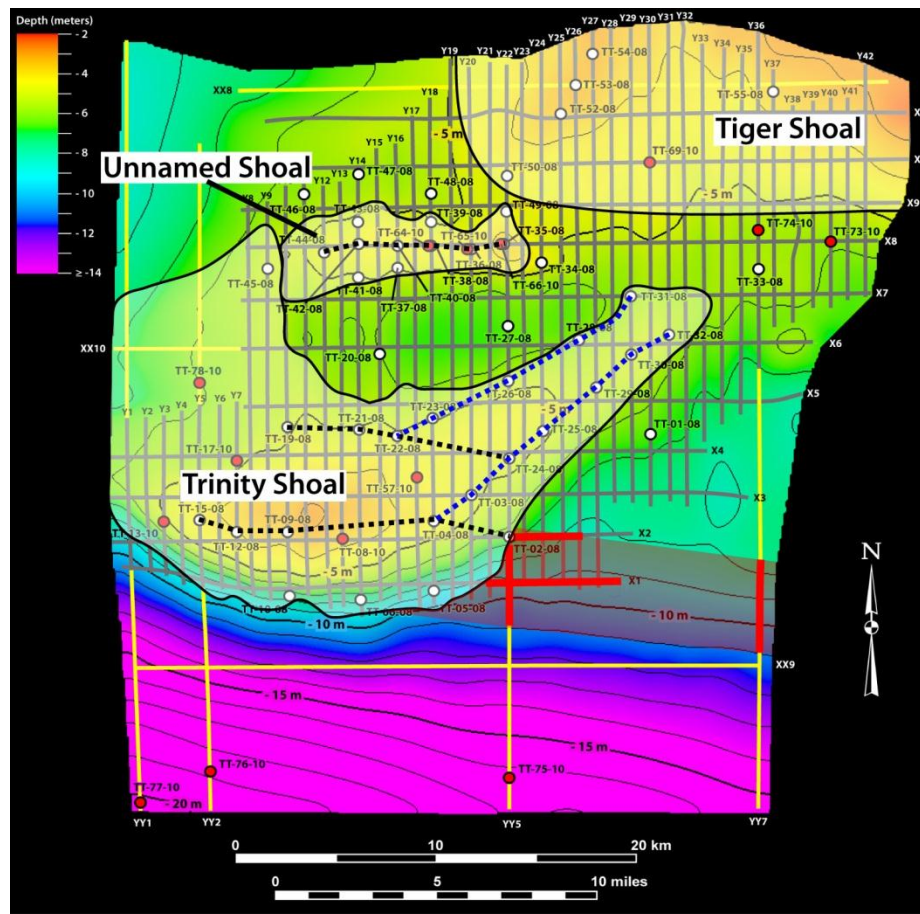 Depth (meters)
-2
-4
-6
-8
-10
-12
≥ -14
Y19
Y20
Y21
Y22
Y23
Y24
Y25
Y26
Y27
Y28
Y29
Y30
Y31
Y32
Y33
Y34
Y35
Y36
Y37
Y38
Y39
Y40
Y41
Y42
XX8
Y18
Y17
Y16
Y15
Y14
Y13
Y12
Y9
Y8
TT-54-08
TT-53-08
TT-52-08
TT-55-08
Tiger Shoal
- 5 m
Unnamed Shoal
TT-47-08
TT-50-08
TT-69-10
TT-46-08
TT-48-08
- 5 m
X9
TT-39-08
TT-49-08
TT-44-08
TT-64-10
TT-65-10
TT-35-08
TT-74-10
TT-73-10
X8
TT-36-08
TT-34-08
TT-45-08
TT-41-08
TT-38-08
TT-66-10
TT-33-08
TT-40-08
TT-42-08
TT-37-08
TT-31-08
X7
TT-27-08
TT-32-08
XX10
TT-20-08
X6
TT-30-08
TT-78-10
TT-26-08
TT-29-08
X5
Y1
Y2
Y3
Y4
Y5
Y6
Y7
TT-23-08
- 5 m
TT-21-08
TT-19-08
TT-22-08
TT-25-08
TT-01-08
TT-17-10
X4
TT-24-08
Trinity Shoal
TT-57-10
TT-03-08
X3
TT-15-08
TT-09-08
TT-13-10
TT-12-08
TT-08-10
TT-04-08
TT-02-08
X2
- 5 m
X1
TT-05-08
- 10 m
- 10 m
XX9
N
- 15 m
- 15 m
TT-76-10
TT-75-10
TT-77-10
- 20 m
YY1
YY2
YY5
YY7
0
10
20 km
0
5
10 miles